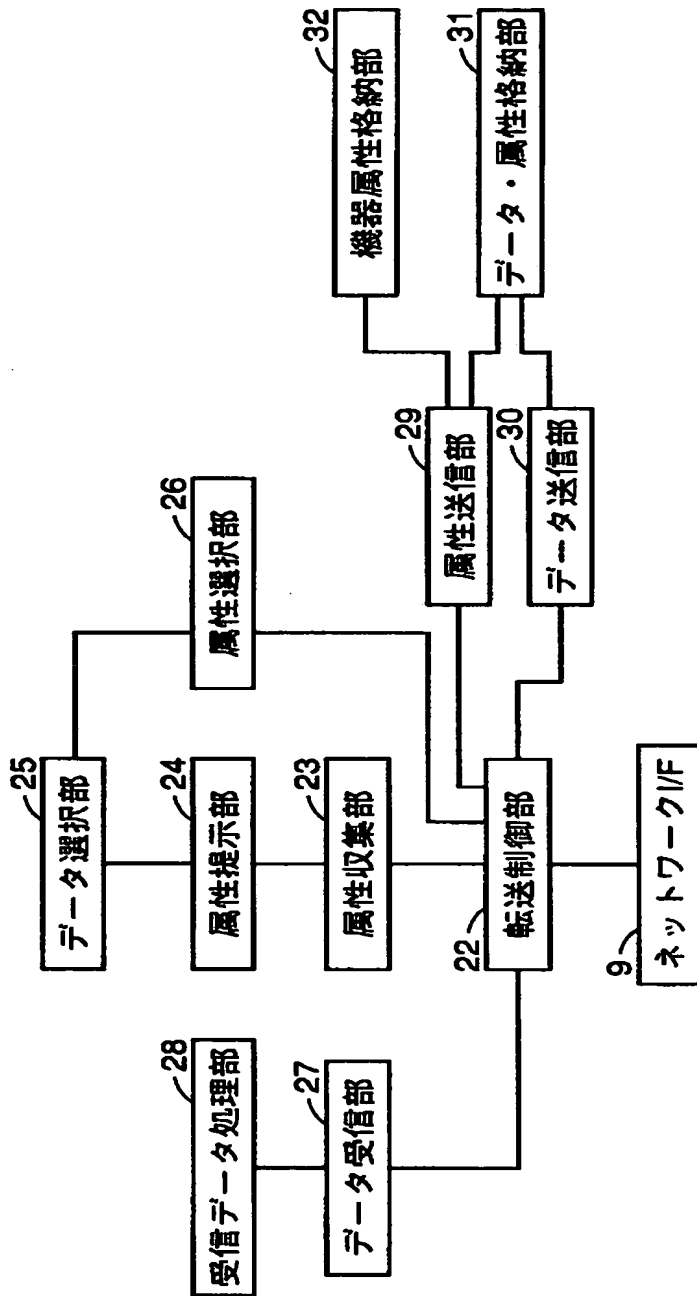 25
データ選択部
28
受信データ処理部
24
属性提示部
26
属性選択部
32
機器属性格納部
27
データ受信部
23
属性収集部
29
属性送信部
31
データ・属性格納部
22
転送制御部
30
データ送信部
9
ネットワークI/F